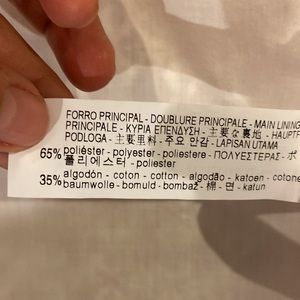 FORRO PRINCIPAL - DOUBLURE PRINCIPALE - MAIN LINING
PRINCIPALE - ΚΥΡΙΑ ΕΠΕΝΔΥΣΗ - 主要な裏地 - HAUPTF
PODLOGA - 主要里料 - 주요 안감 - LAPISAN UTAMA
65% poliéster - polyester - poliestere - ΠΟΛΥΕΣΤΕΡΑΣ - ポ
폴리에스터 - poliester
35% algodón - coton - cotton - algodão - katoen - cotone
baumwolle - bomuld - bombaž - 棉 - 면 - katun